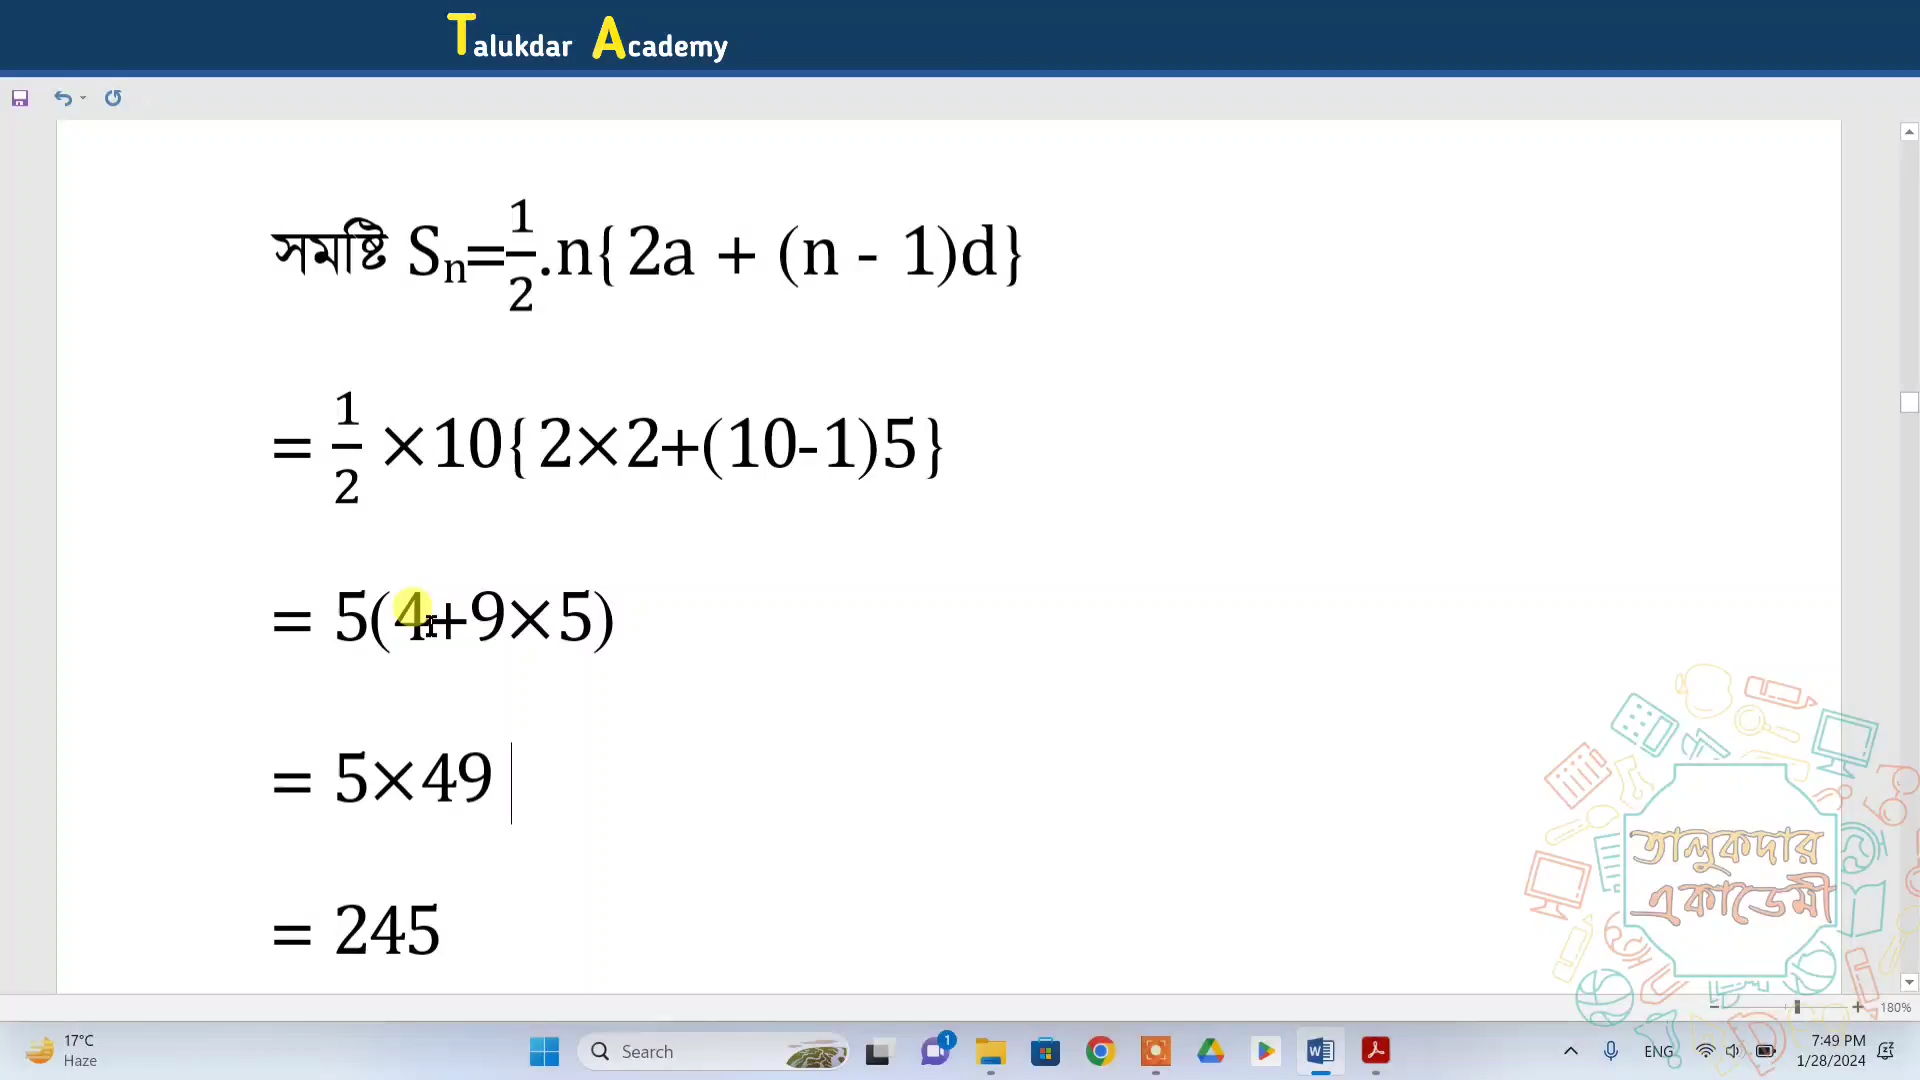 Talukdar Academy
সমষ্টি Sₙ=1/2.n{2a + (n - 1)d}
= 1/2 ×10{2×2+(10-1)5}
= 5(4+9×5)
= 5×49
= 245
তালুকদার
একাডেমী
180%
17°C
Haze
Search
1
ENG
7:49 PM
1/28/2024